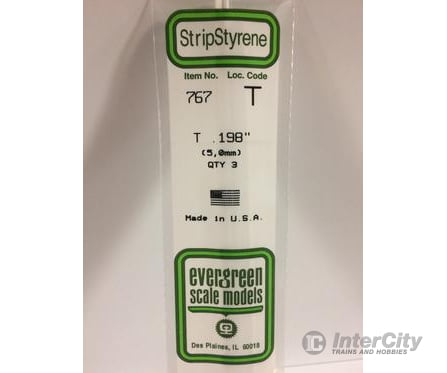 StripStyrene
Item No. Loc. Code
767 T
T .198"
(5,0mm)
QTY 3
Made in U.S.A.
evergreen
scale models
Des Plaines, IL 60018
InterCity
TRAINS AND HOBBIES